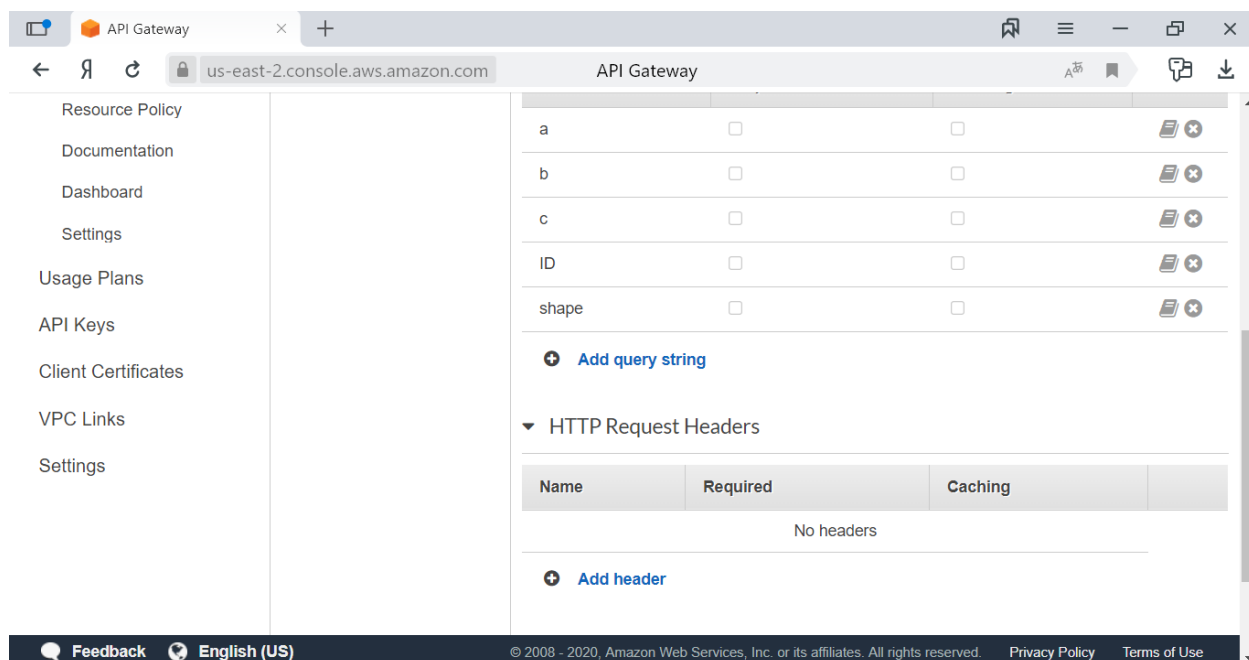 API Gateway
Я us-east-2.console.aws.amazon.com API Gateway
Resource Policy
Documentation
Dashboard
Settings
Usage Plans
API Keys
Client Certificates
VPC Links
Settings
a
b
c
ID
shape
Add query string
HTTP Request Headers
Name Required Caching
No headers
Add header
Feedback English (US) © 2008 - 2020, Amazon Web Services, Inc. or its affiliates. All rights reserved. Privacy Policy Terms of Use